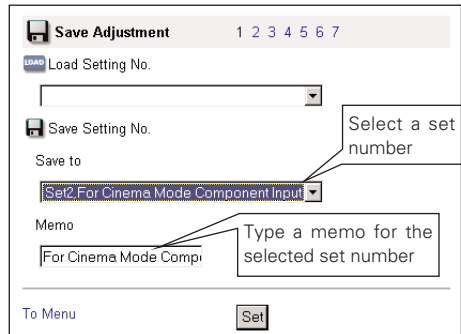 Save Adjustment 1 2 3 4 5 6 7
LOAD Load Setting No.
Save Setting No.
Select a set
number
Save to
Set2.For Cinema Mode Component Input
Memo
Type a memo for the
selected set number
For Cinema Mode Compo
To Menu Set